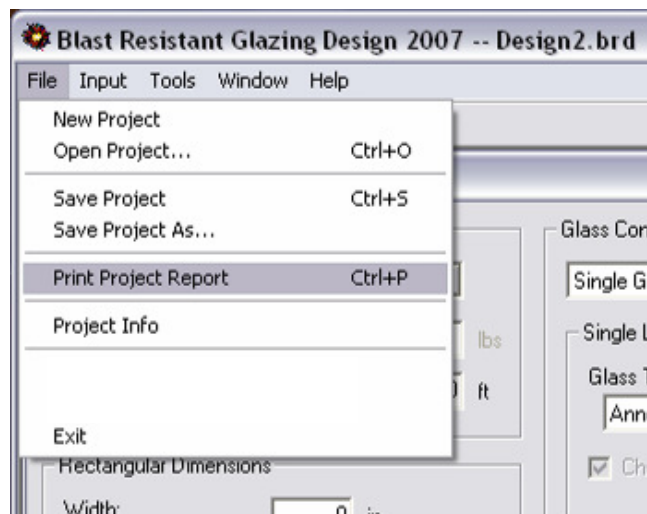 Blast Resistant Glazing Design 2007 -- Design2.brd
File Input Tools Window Help
New Project
Open Project... Ctrl+O
Save Project Ctrl+S
Save Project As...
Print Project Report Ctrl+P
Project Info
Exit
Glass Con
Single G
Single L
lbs
Glass T
0 ft
Ann
Ch
Rectangular Dimensions
Width: 0 in